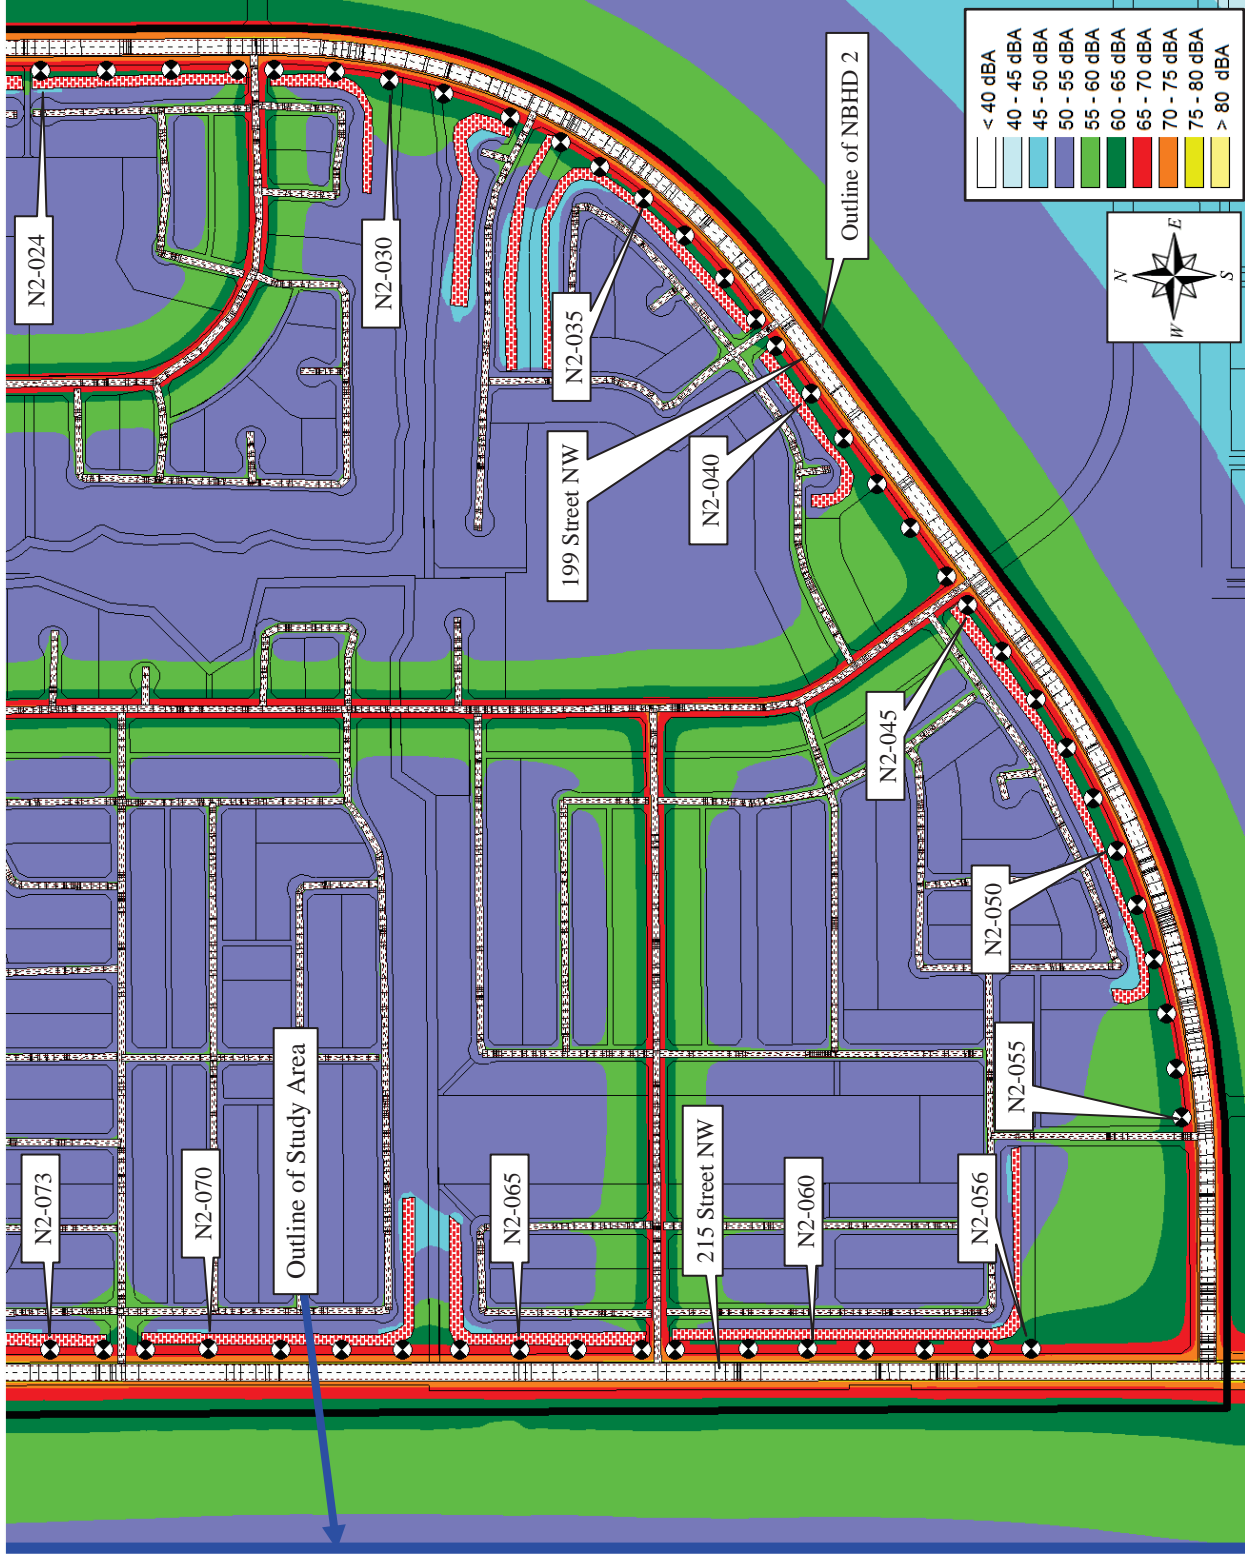 N2-024
N2-030
N2-035
199 Street NW
N2-040
Outline of NBHD 2
N2-045
N2-050
N2-055
N2-056
N2-060
215 Street NW
N2-065
N2-070
N2-073
Outline of Study Area
N
E
S
W
< 40 dBA
40 - 45 dBA
45 - 50 dBA
50 - 55 dBA
55 - 60 dBA
60 - 65 dBA
65 - 70 dBA
70 - 75 dBA
75 - 80 dBA
> 80 dBA